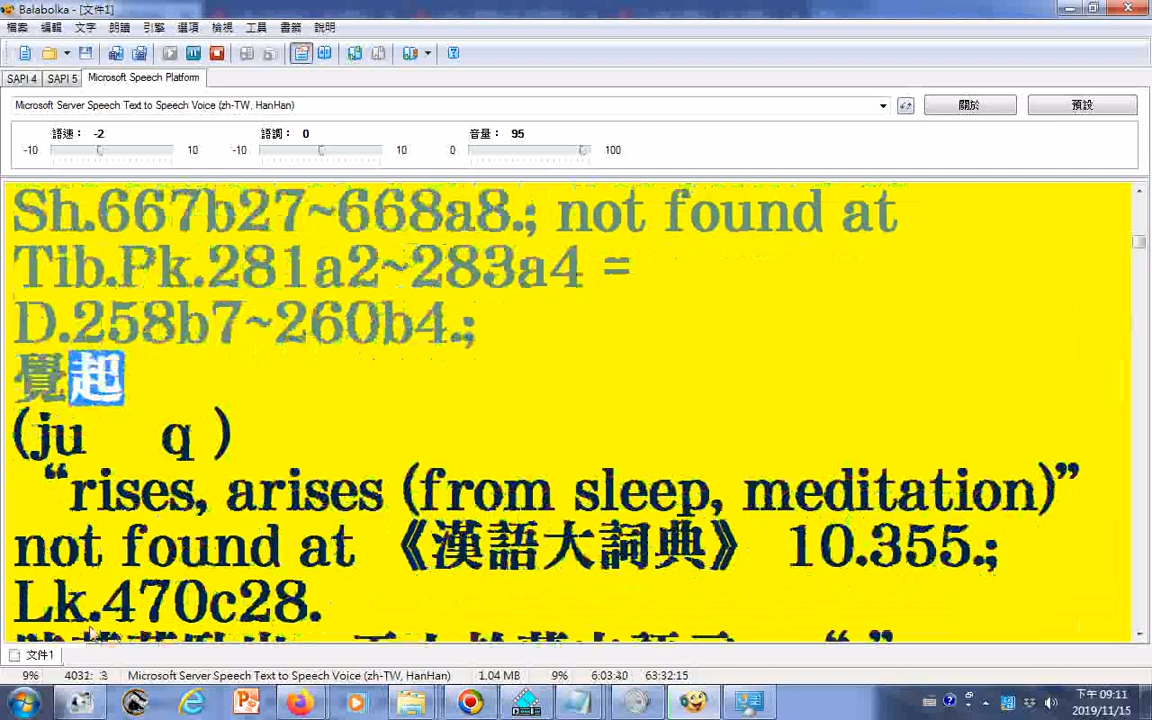 Balabolka - [文件1]
檔案 編輯 文字 朗讀 引擎 選項 檢視 工具 書籤 說明
SAPI 4 SAPI 5 Microsoft Speech Platform
Microsoft Server Speech Text to Speech Voice (zh-TW, HanHan) 關於 預設
語速： -2 語調： 0 音量： 95
-10 10 -10 10 0 100
Sh.667b27~668a8.; not found at
Tib.Pk.281a2~283a4 =
D.258b7~260b4.;
覺起
(ju q )
“rises, arises (from sleep, meditation)”
not found at 《漢語大詞典》 10.355.;
Lk.470c28.
文件1
9% Microsoft Server Speech Text to Speech Voice (zh-TW, HanHan) 1.04 MB 9% 63:32:15
下午 09:11
2019/11/15